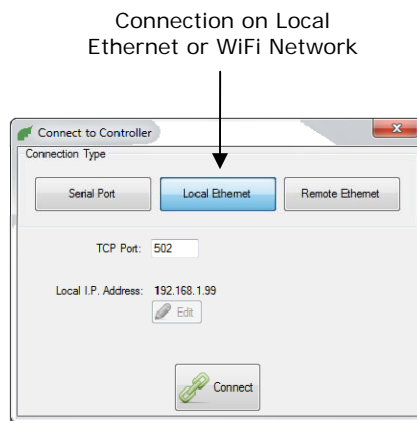 Connection on Local
Ethernet or WiFi Network
Connect to Controller
Connection Type
Serial Port Local Ethernet Remote Ethernet
TCP Port: 502
Local I.P. Address: 192.168.1.99
Edit
Connect